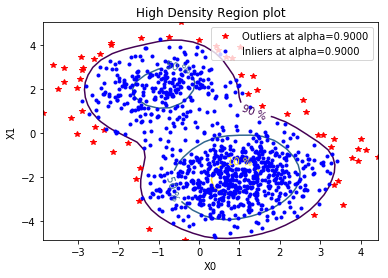 High Density Region plot
Outliers at alpha=0.9000
Inliers at alpha=0.9000
90 %
X1
4
2
0
−2
−4
−3
−2
−1
0
1
2
3
4
X0